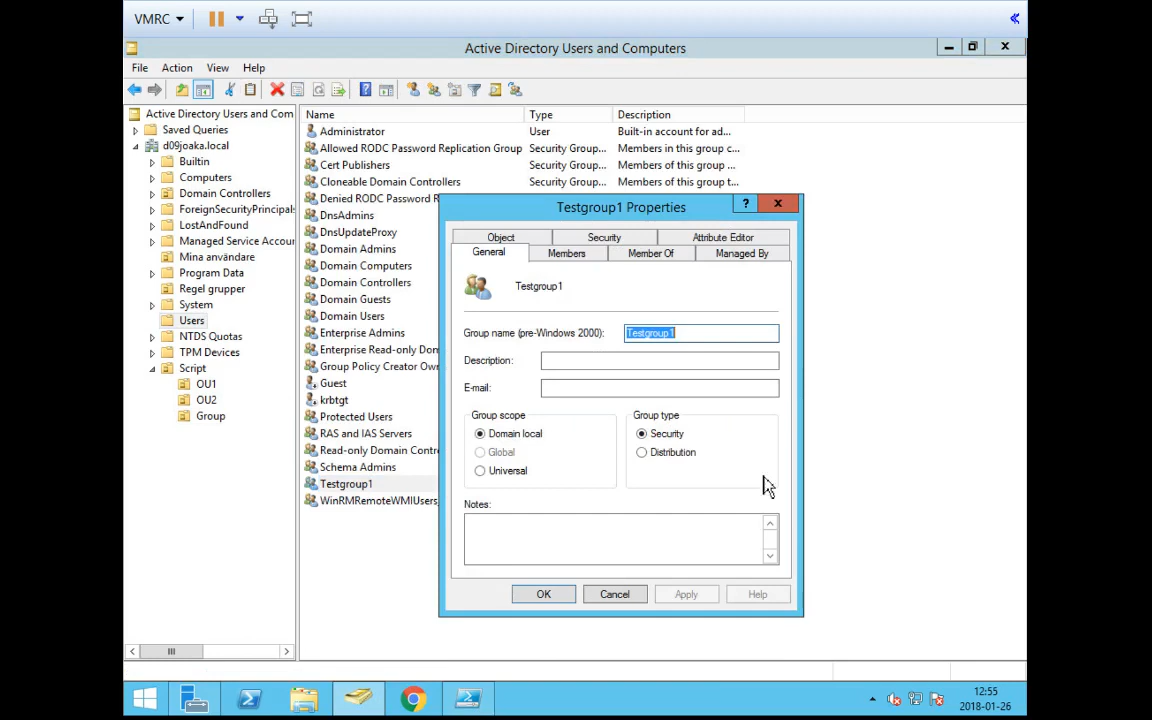 VMRC
Active Directory Users and Computers
File Action View Help
Active Directory Users and Com
Saved Queries
d09joaka.local
Builtin
Computers
Domain Controllers
ForeignSecurityPrincipals
LostAndFound
Managed Service Accour
Mina användare
Program Data
Regel grupper
System
Users
NTDS Quotas
TPM Devices
Script
OU1
OU2
Group
Name Type Description
Administrator User Built-in account for ad...
Allowed RODC Password Replication Group Security Group... Members in this group c...
Cert Publishers Security Group... Members of this group ...
Cloneable Domain Controllers Security Group... Members of this group t...
Denied RODC Password R
DnsAdmins
DnsUpdateProxy
Domain Admins
Domain Computers
Domain Controllers
Domain Guests
Domain Users
Enterprise Admins
Enterprise Read-only Dom
Group Policy Creator Own
Guest
krbtgt
Protected Users
RAS and IAS Servers
Read-only Domain Contro
Schema Admins
Testgroup1
WinRMRemoteWMIUsers_
Testgroup1 Properties
?
Object Security Attribute Editor
General Members Member Of Managed By
Testgroup1
Group name (pre-Windows 2000): Testgroup1
Description:
E-mail:
Group scope
Domain local
Global
Universal
Group type
Security
Distribution
Notes:
OK Cancel Apply Help
12:55
2018-01-26